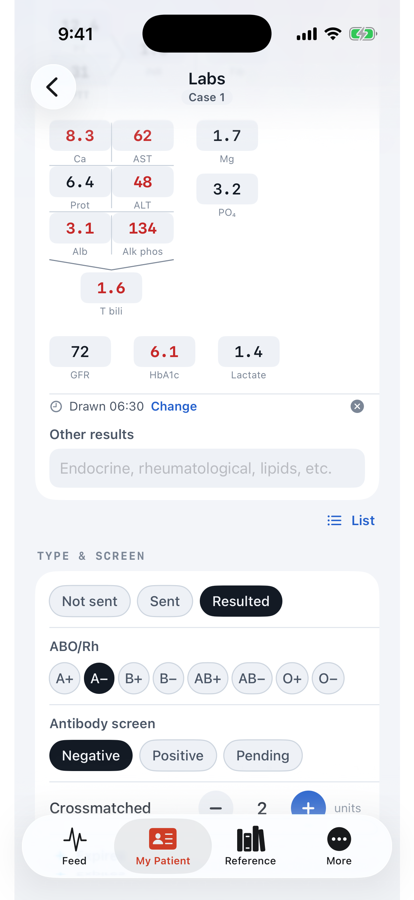 9:41
Labs
Case 1
8.3 62 1.7
Ca AST Mg
6.4 48 3.2
Prot ALT PO₄
3.1 134
Alb Alk phos
1.6
T bili
72 6.1 1.4
GFR HbA1c Lactate
Drawn 06:30 Change
Other results
Endocrine, rheumatological, lipids, etc.
List
TYPE & SCREEN
Not sent Sent Resulted
ABO/Rh
A+ A− B+ B− AB+ AB− O+ O−
Antibody screen
Negative Positive Pending
Crossmatched − 2 + units
Feed My Patient Reference More